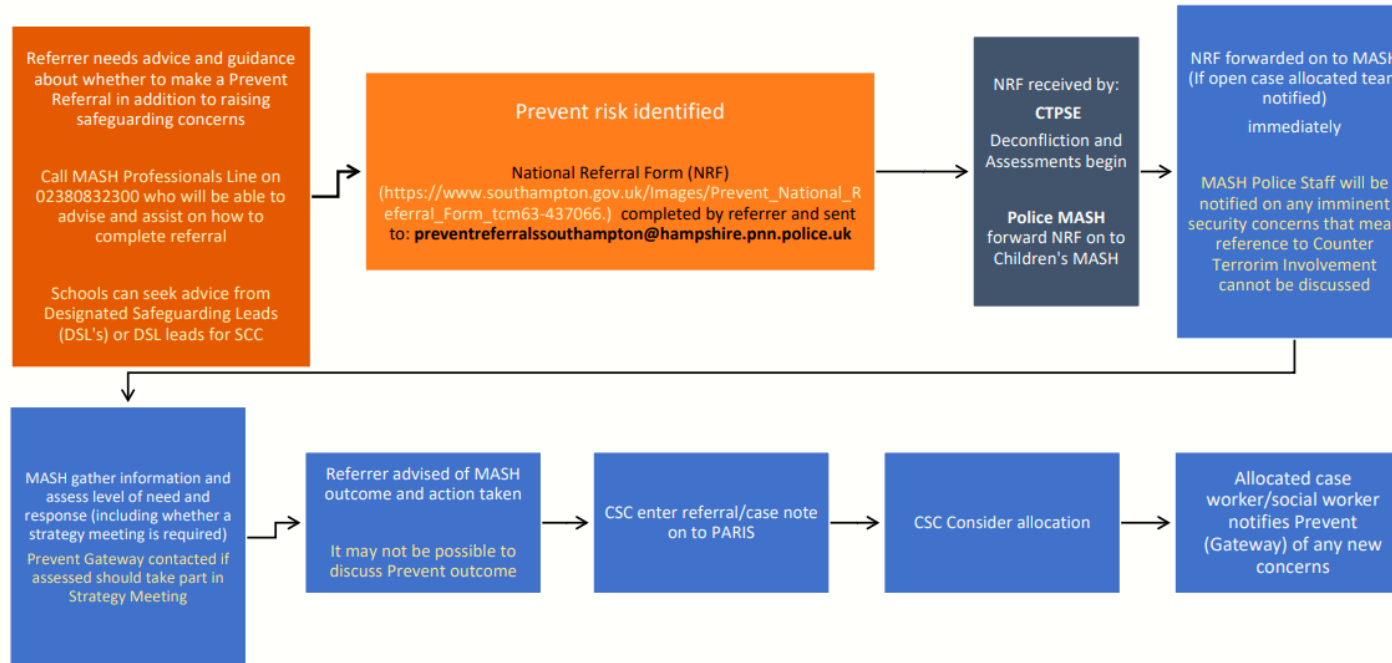 Referrer needs advice and guidance
about whether to make a Prevent
Referral in addition to raising
safeguarding concerns
Call MASH Professionals Line on
02380832300 who will be able to
advise and assist on how to
complete referral
Schools can seek advice from
Designated Safeguarding Leads
(DSL's) or DSL leads for SCC
Prevent risk identified
National Referral Form (NRF)
(https://www.southampton.gov.uk/Images/Prevent_National_R
eferral_Form_tcm63-437066.) completed by referrer and sent
to: preventreferralssouthampton@hampshire.pnn.police.uk
NRF received by:
CTPSE
Deconfliction and
Assessments begin
Police MASH
forward NRF on to
Children's MASH
NRF forwarded on to MASH
(If open case allocated team
notified)
immediately
MASH Police Staff will be
notified on any imminent
security concerns that mean
reference to Counter
Terrorim Involvement
cannot be discussed
MASH gather information and
assess level of need and
response (including whether a
strategy meeting is required)
Prevent Gateway contacted if
assessed should take part in
Strategy Meeting
Referrer advised of MASH
outcome and action taken
It may not be possible to
discuss Prevent outcome
CSC enter referral/case note
on to PARIS
CSC Consider allocation
Allocated case
worker/social worker
notifies Prevent
(Gateway) of any new
concerns